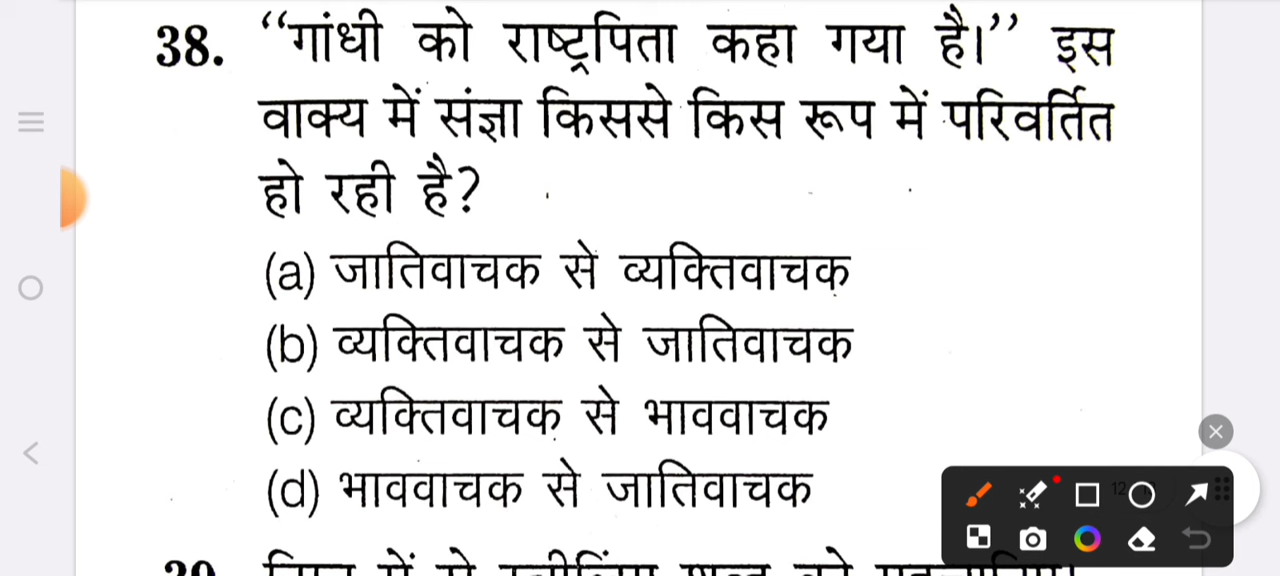 38. “गांधी को राष्ट्रपिता कहा गया है।” इस
वाक्य में संज्ञा किससे किस रूप में परिवर्तित
हो रही है?
(a) जातिवाचक से व्यक्तिवाचक
(b) व्यक्तिवाचक से जातिवाचक
(c) व्यक्तिवाचक से भाववाचक
(d) भाववाचक से जातिवाचक